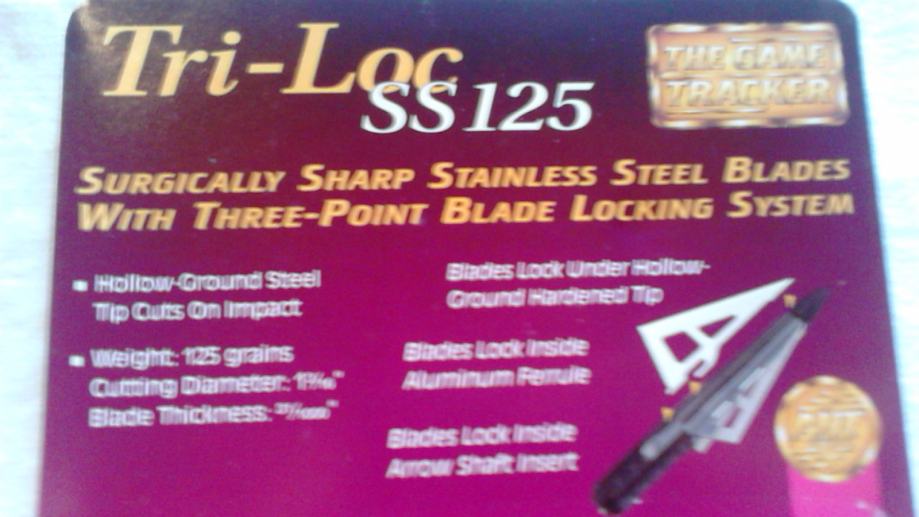 Tri-Loc
SS 125
THE GAME
TRACKER
SURGICALLY SHARP STAINLESS STEEL BLADES
WITH THREE-POINT BLADE LOCKING SYSTEM
▪ Hollow-Ground Steel
Tip Cuts On Impact
▪ Weight: 125 grains
Cutting Diameter:
Blade Thickness:
Blades Lock Under Hollow-
Ground Hardened Tip
Blades Lock Inside
Aluminum Ferrule
Blades Lock Inside
Arrow Shaft Insert